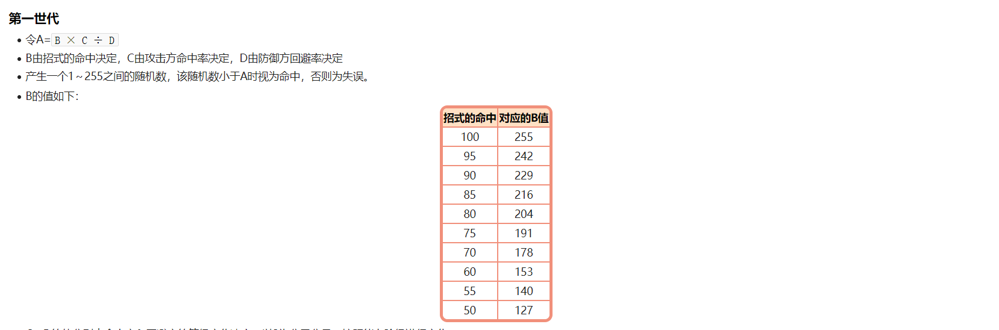 第一世代
• 令A=B × C ÷ D
• B由招式的命中决定，C由攻击方命中率决定，D由防御方回避率决定
• 产生一个1～255之间的随机数，该随机数小于A时视为命中，否则为失误。
• B的值如下：
招式的命中 对应的B值
100 255
95 242
90 229
85 216
80 204
75 191
70 178
60 153
55 140
50 127